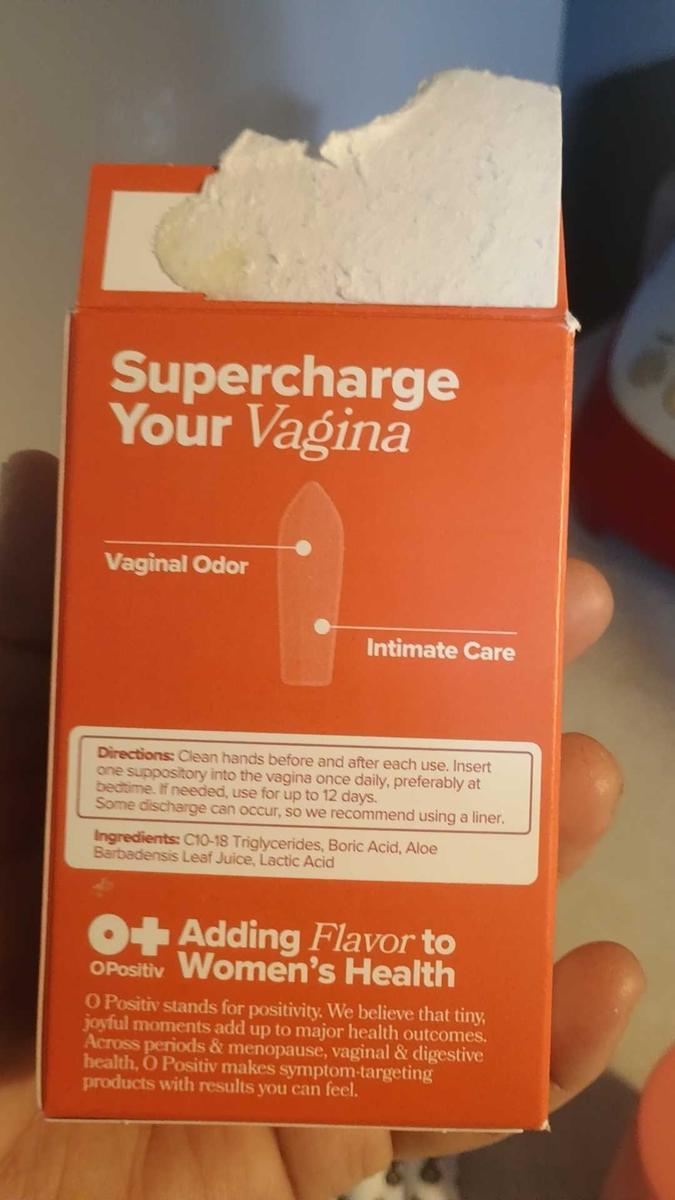 Supercharge
Your Vagina
Vaginal Odor
Intimate Care
Directions: Clean hands before and after each use. Insert
one suppository into the vagina once daily, preferably at
bedtime. If needed, use for up to 12 days.
Some discharge can occur, so we recommend using a liner.
Ingredients: C10-18 Triglycerides, Boric Acid, Aloe
Barbadensis Leaf Juice, Lactic Acid
O+
OPositiv
Adding Flavor to
Women's Health
O Positiv stands for positivity. We believe that tiny,
joyful moments add up to major health outcomes.
Across periods & menopause, vaginal & digestive
health, O Positiv makes symptom-targeting
products with results you can feel.